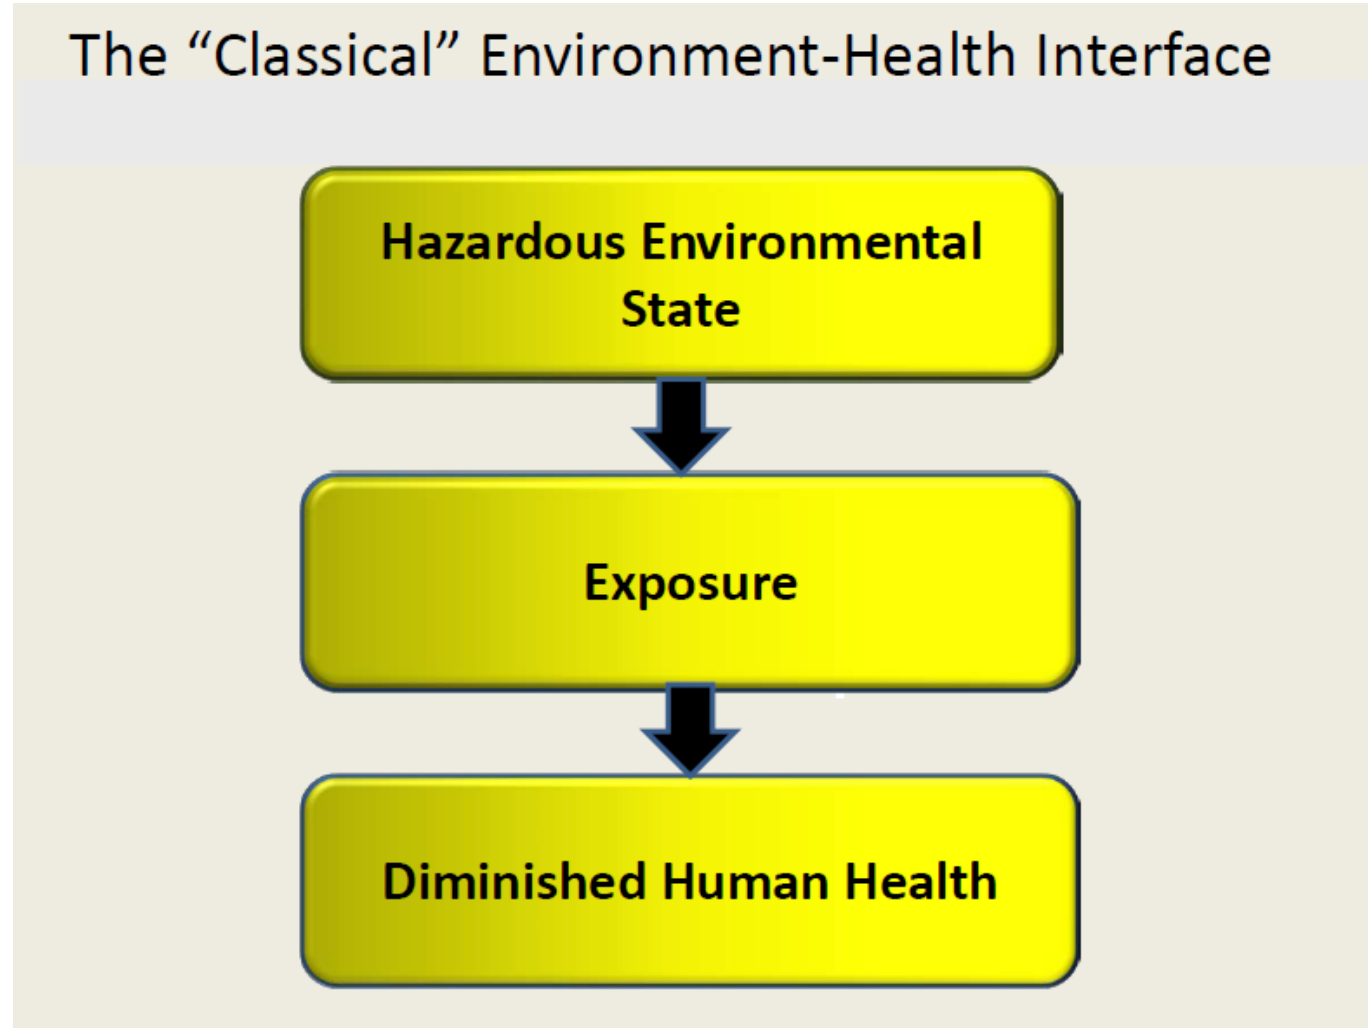 The “Classical” Environment-Health Interface
Hazardous Environmental
State
Exposure
Diminished Human Health